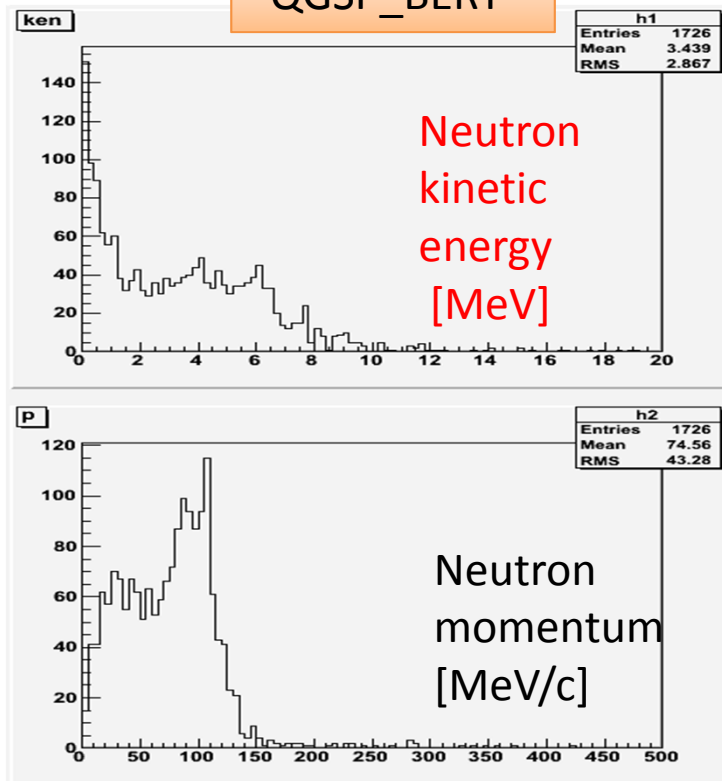 QGSP_BERT
ken
h1
Entries 1726
Mean 3.439
RMS 2.867
140
120
100
80
60
40
20
0
0 2 4 6 8 10 12 14 16 18 20
Neutron
kinetic
energy
[MeV]
p
h2
Entries 1726
Mean 74.56
RMS 43.28
120
100
80
60
40
20
0
0 50 100 150 200 250 300 350 400 450 500
Neutron
momentum
[MeV/c]